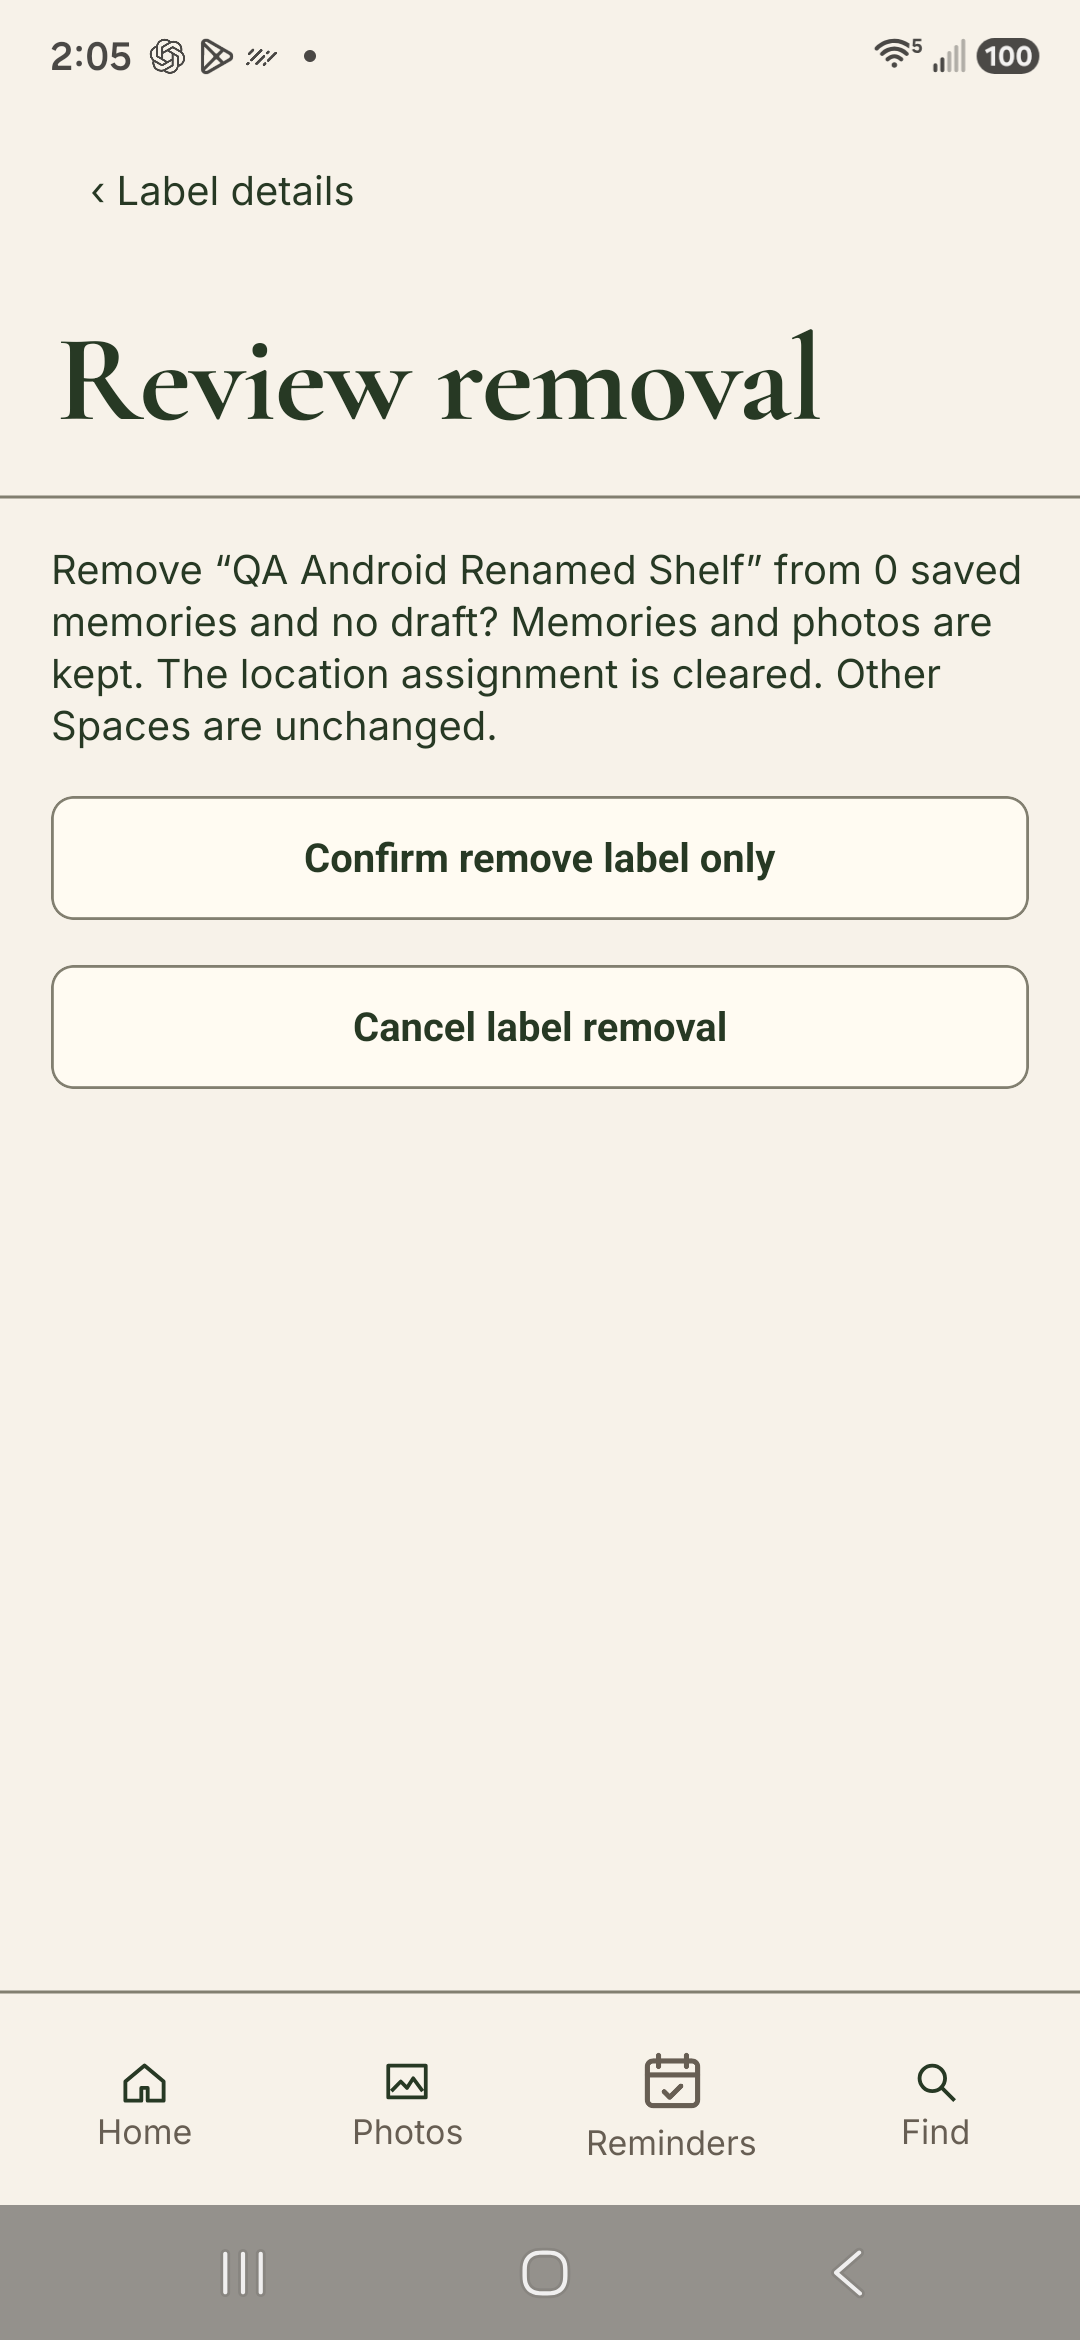 2:05
5
100
‹ Label details
Review removal
Remove “QA Android Renamed Shelf” from 0 saved
memories and no draft? Memories and photos are
kept. The location assignment is cleared. Other
Spaces are unchanged.
Confirm remove label only
Cancel label removal
Home
Photos
Reminders
Find